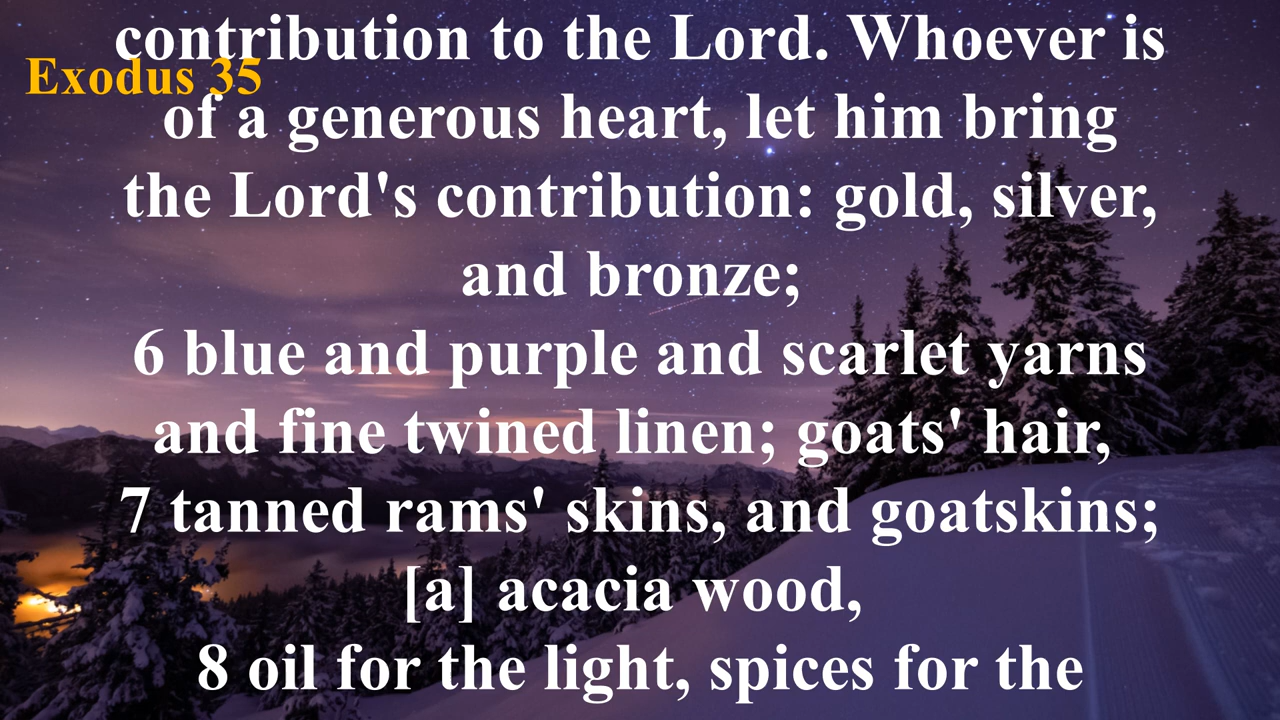 contribution to the Lord. Whoever is
Exodus 35
of a generous heart, let him bring
the Lord's contribution: gold, silver,
and bronze;
6 blue and purple and scarlet yarns
and fine twined linen; goats' hair,
7 tanned rams' skins, and goatskins;
[a] acacia wood,
8 oil for the light, spices for the